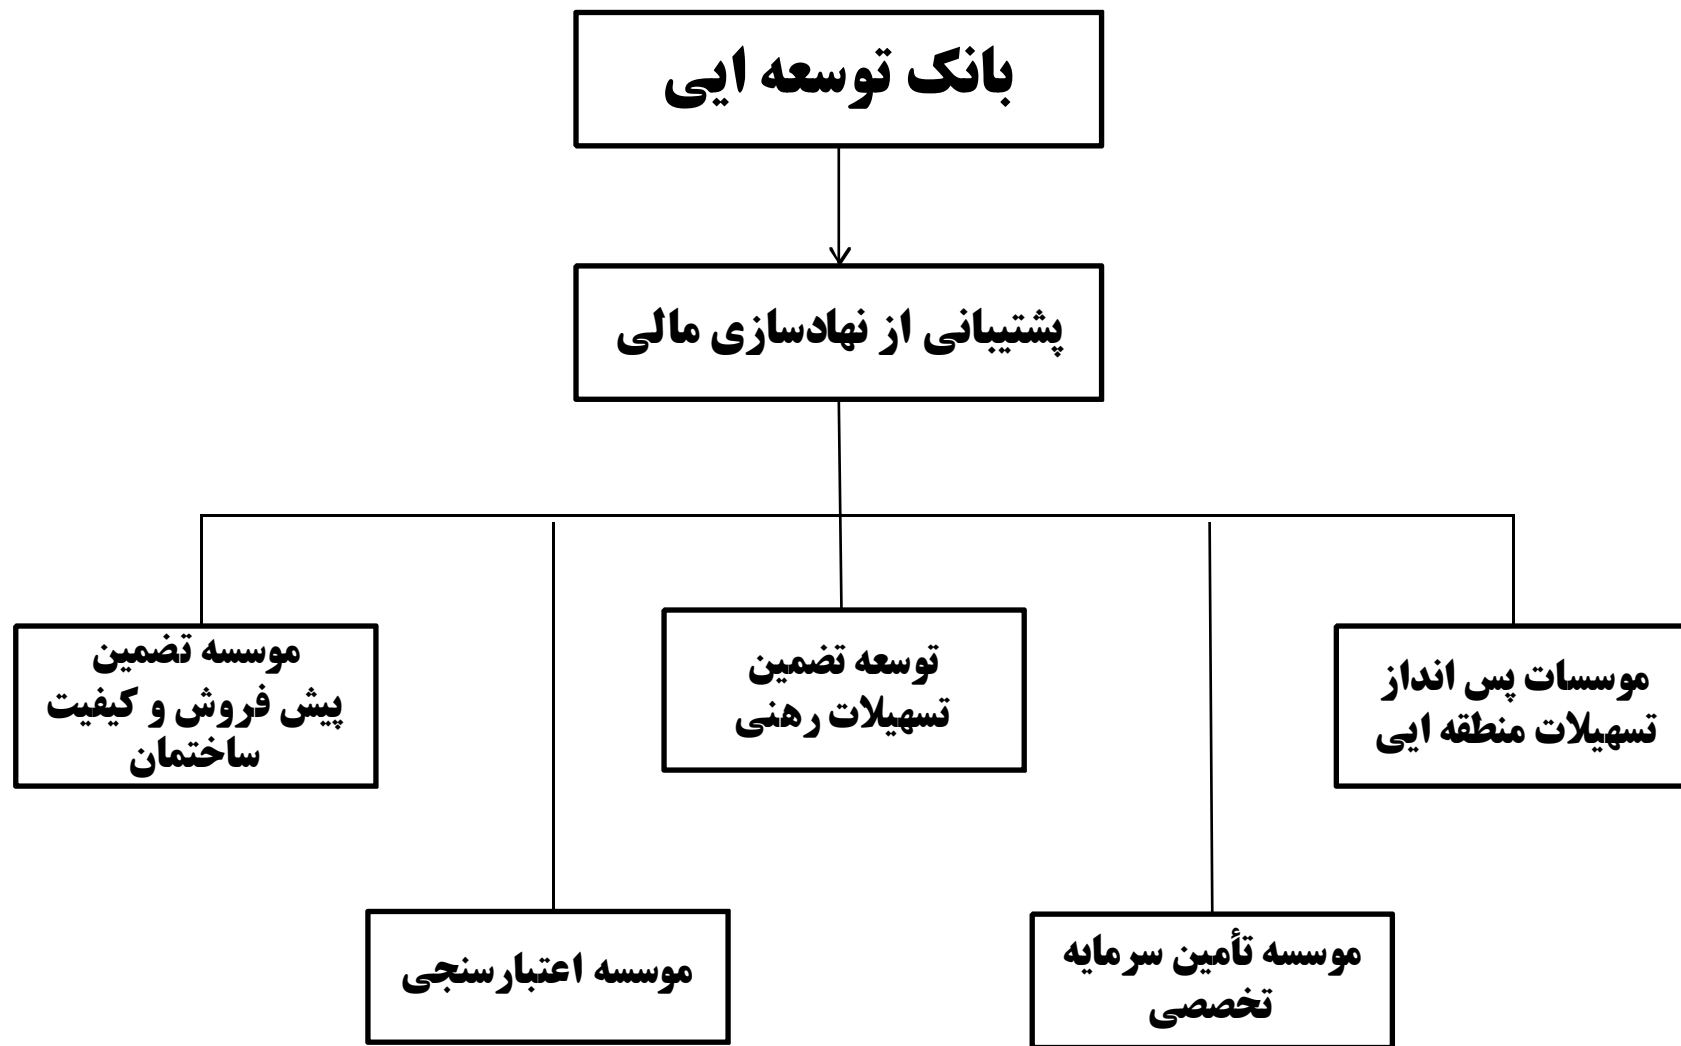 بانک توسعه ایی
پشتیبانی از نهادسازی مالی
موسسات پس انداز
تسهیلات منطقه ایی
موسسه تأمین سرمایه
تخصصی
توسعه تضمین
تسهیلات رهنی
موسسه اعتبارسنجی
موسسه تضمین
پیش فروش و کیفیت
ساختمان